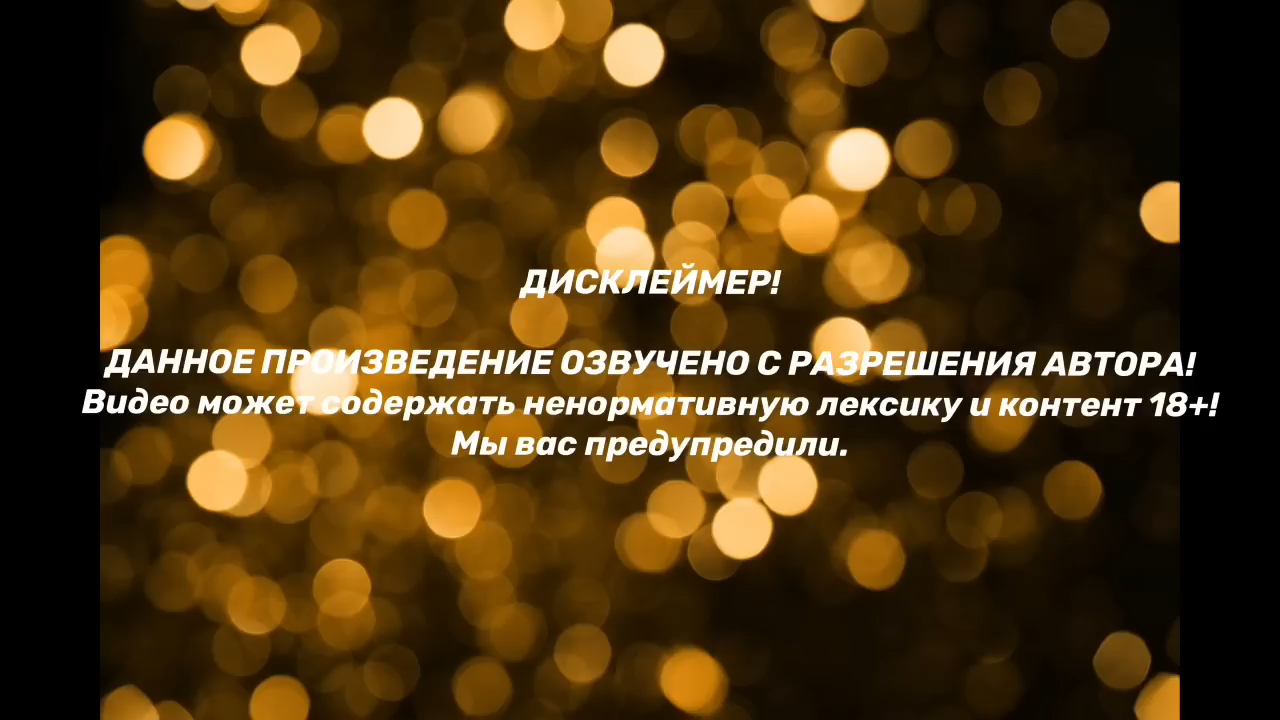 ДИСКЛЕЙМЕР!
ДАННОЕ ПРОИЗВЕДЕНИЕ ОЗВУЧЕНО С РАЗРЕШЕНИЯ АВТОРА!
Видео может содержать ненормативную лексику и контент 18+!
Мы вас предупредили.